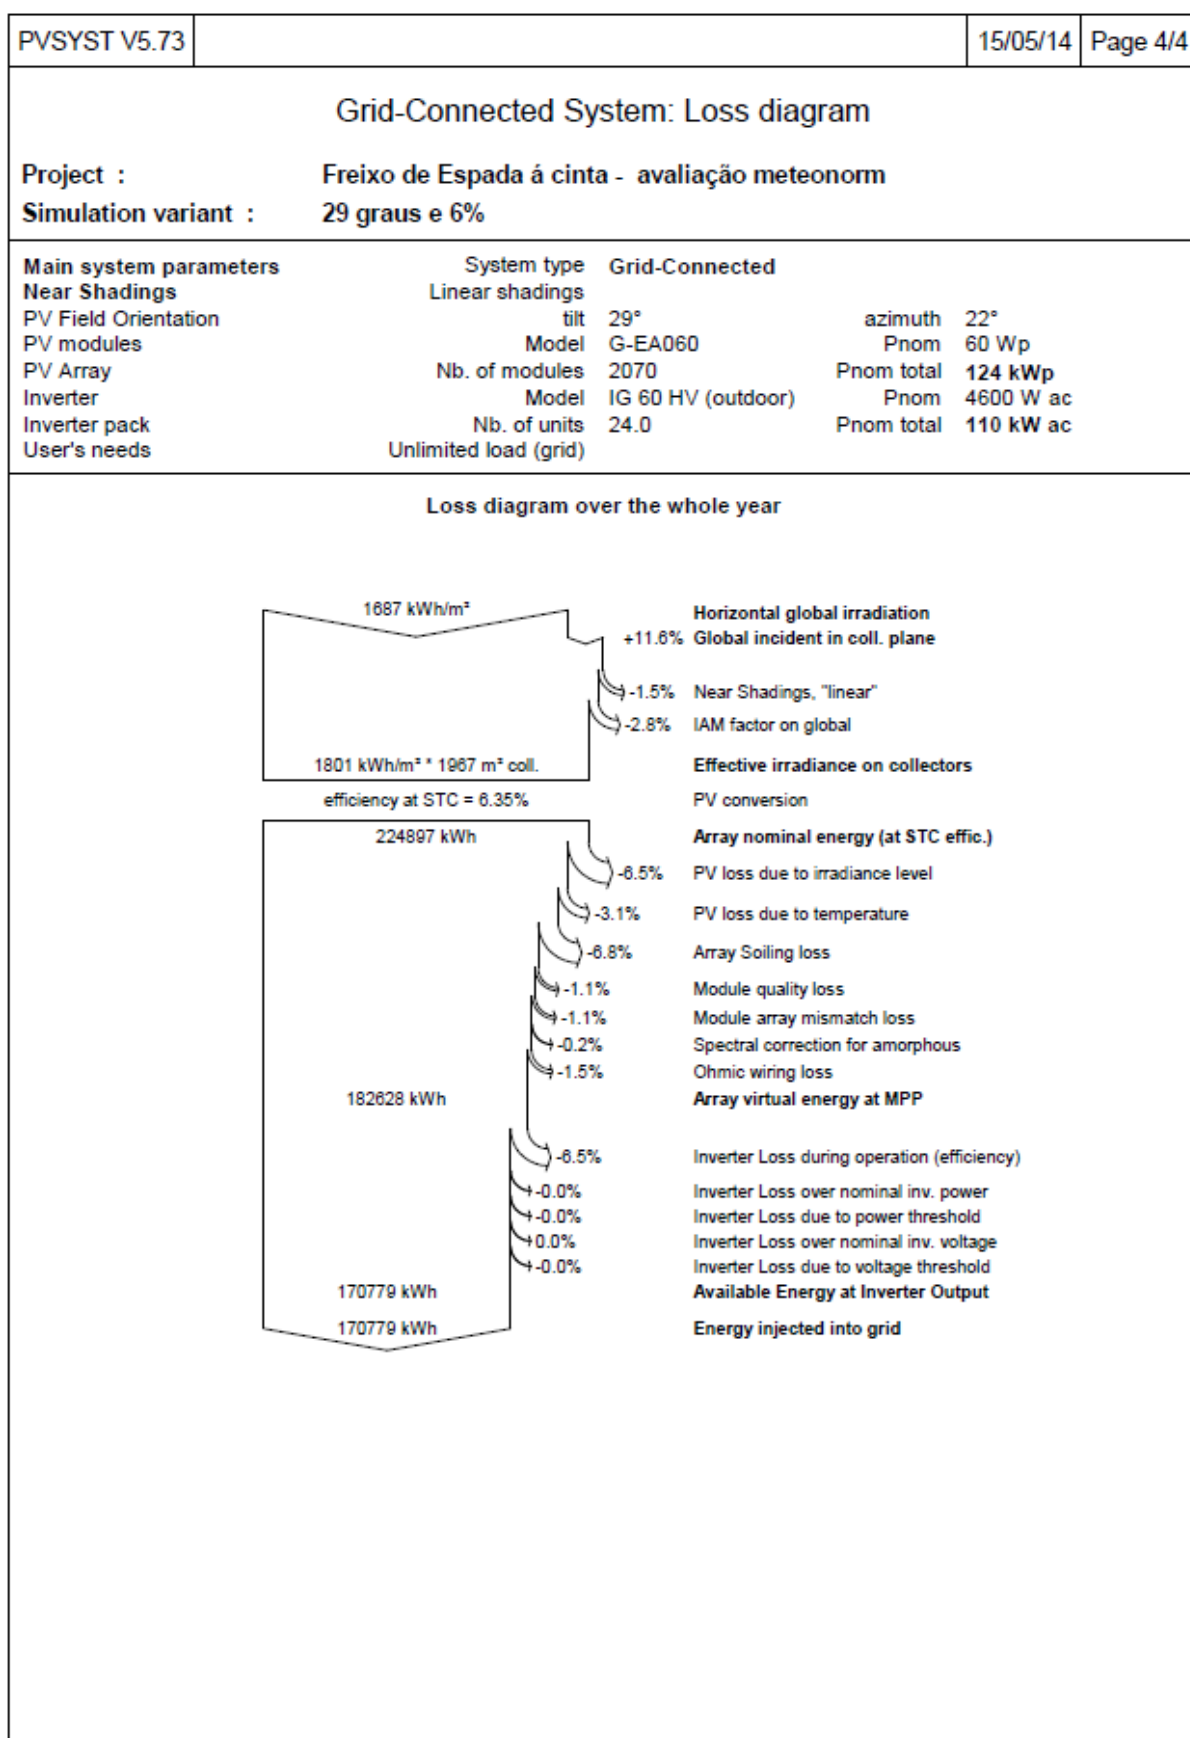 PVSYST V5.73 15/05/14 Page 4/4
Grid-Connected System: Loss diagram
Project : Freixo de Espada á cinta - avaliação meteonorm
Simulation variant : 29 graus e 6%
Main system parameters System type Grid-Connected
Near Shadings Linear shadings
PV Field Orientation tilt 29° azimuth 22°
PV modules Model G-EA060 Pnom 60 Wp
PV Array Nb. of modules 2070 Pnom total 124 kWp
Inverter Model IG 60 HV (outdoor) Pnom 4600 W ac
Inverter pack Nb. of units 24.0 Pnom total 110 kW ac
User's needs Unlimited load (grid)
Loss diagram over the whole year
1687 kWh/m² Horizontal global irradiation
+11.6% Global incident in coll. plane
-1.5% Near Shadings, "linear"
-2.8% IAM factor on global
1801 kWh/m² * 1967 m² coll. Effective irradiance on collectors
efficiency at STC = 6.35% PV conversion
224897 kWh Array nominal energy (at STC effic.)
-6.5% PV loss due to irradiance level
-3.1% PV loss due to temperature
-6.8% Array Soiling loss
-1.1% Module quality loss
-1.1% Module array mismatch loss
-0.2% Spectral correction for amorphous
-1.5% Ohmic wiring loss
182628 kWh Array virtual energy at MPP
-6.5% Inverter Loss during operation (efficiency)
-0.0% Inverter Loss over nominal inv. power
-0.0% Inverter Loss due to power threshold
0.0% Inverter Loss over nominal inv. voltage
-0.0% Inverter Loss due to voltage threshold
170779 kWh Available Energy at Inverter Output
170779 kWh Energy injected into grid